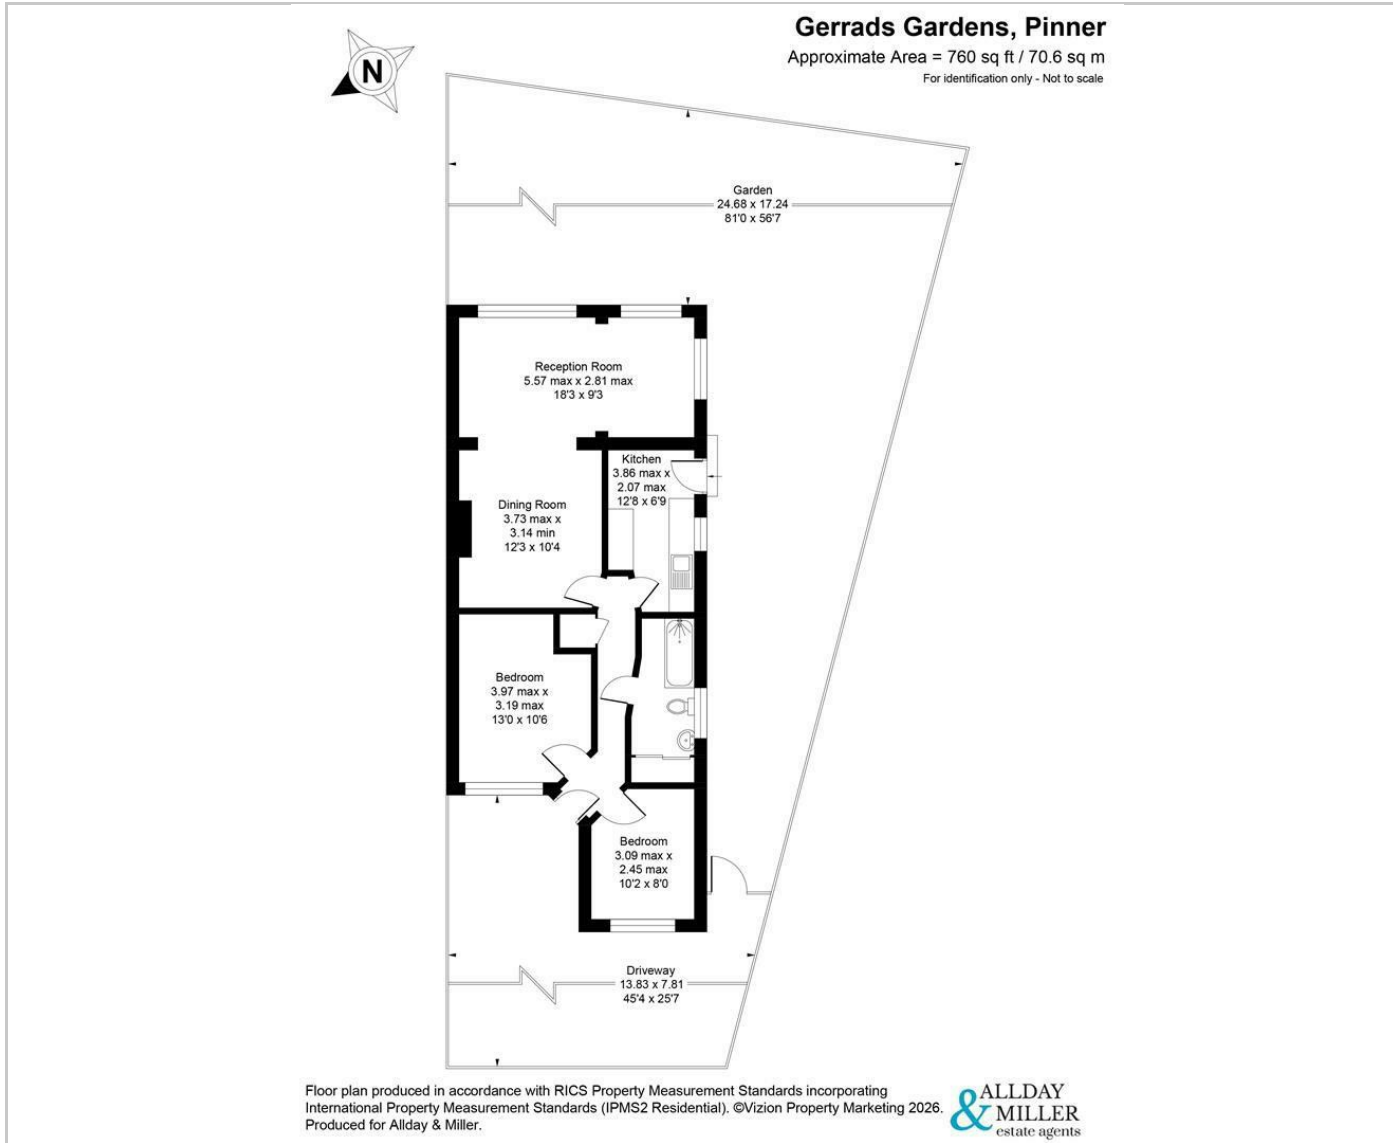 Gerrads Gardens, Pinner
Approximate Area = 760 sq ft / 70.6 sq m
For identification only - Not to scale
N
Garden
24.68 x 17.24
81'0 x 56'7
Reception Room
5.57 max x 2.81 max
18'3 x 9'3
Kitchen
3.86 max x
2.07 max
12'8 x 6'9
Dining Room
3.73 max x
3.14 min
12'3 x 10'4
Bedroom
3.97 max x
3.19 max
13'0 x 10'6
Bedroom
3.09 max x
2.45 max
10'2 x 8'0
Driveway
13.83 x 7.81
45'4 x 25'7
Floor plan produced in accordance with RICS Property Measurement Standards incorporating
International Property Measurement Standards (IPMS2 Residential). ©Vizion Property Marketing 2026.
Produced for Allday & Miller.
ALLDAY
& MILLER
estate agents